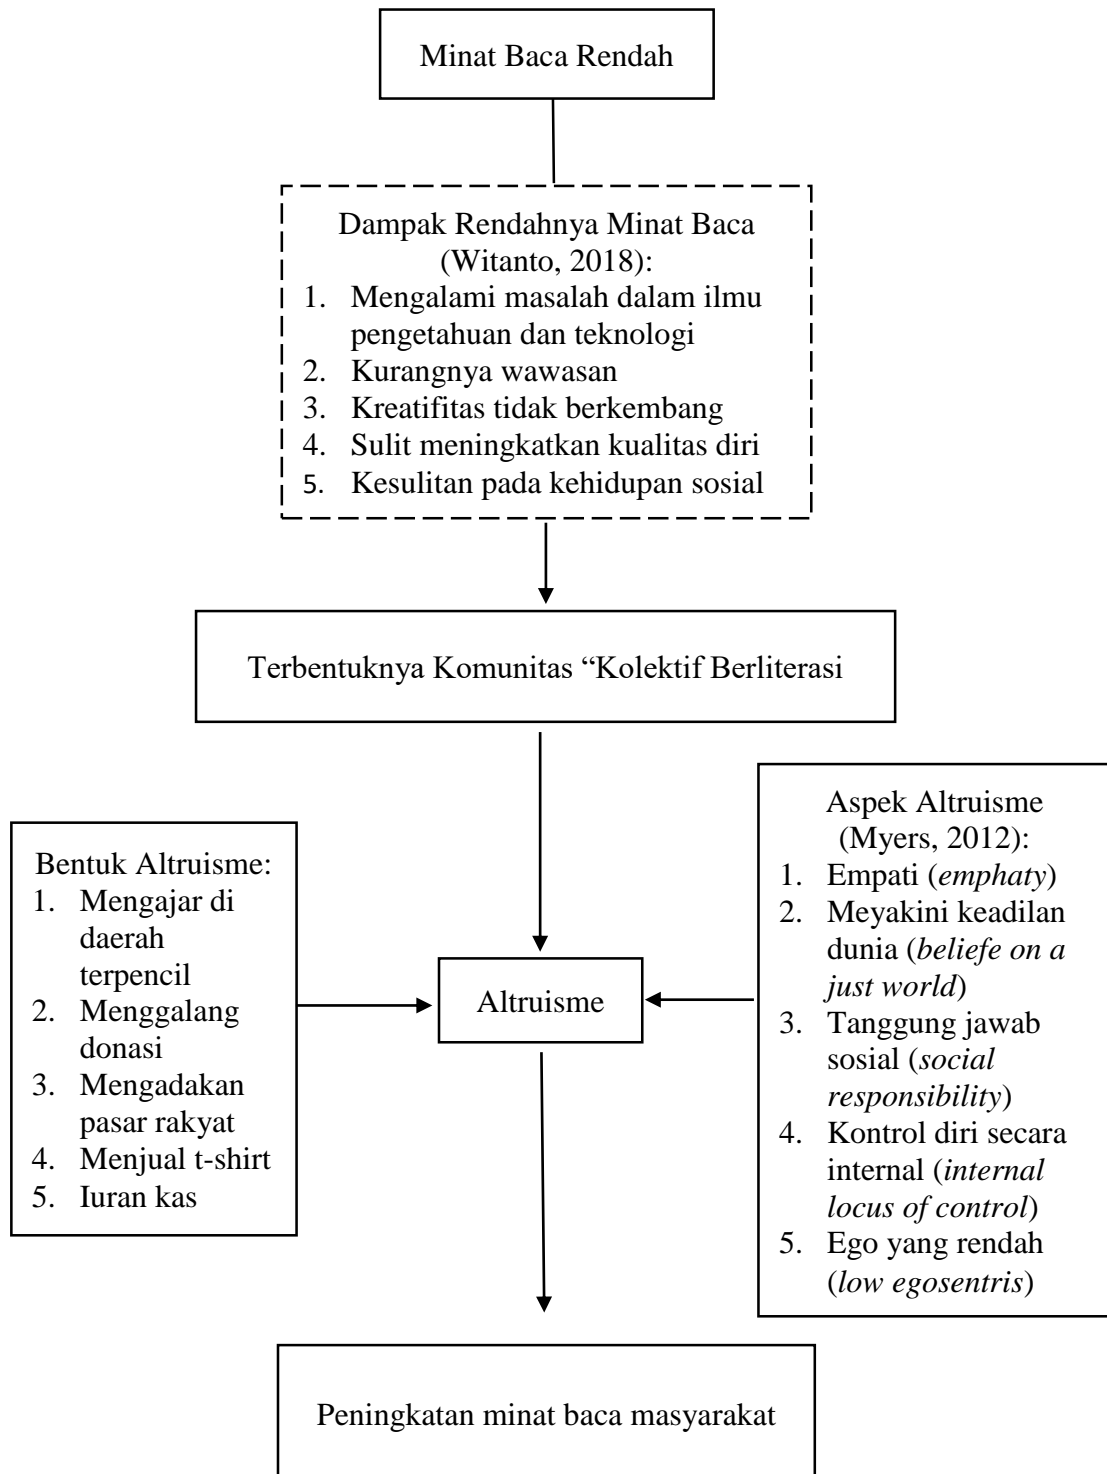 Minat Baca Rendah
Dampak Rendahnya Minat Baca
(Witanto, 2018):
1. Mengalami masalah dalam ilmu
pengetahuan dan teknologi
2. Kurangnya wawasan
3. Kreatifitas tidak berkembang
4. Sulit meningkatkan kualitas diri
5. Kesulitan pada kehidupan sosial
Terbentuknya Komunitas “Kolektif Berliterasi
Bentuk Altruisme:
1. Mengajar di
daerah
terpencil
2. Menggalang
donasi
3. Mengadakan
pasar rakyat
4. Menjual t-shirt
5. Iuran kas
Altruisme
Aspek Altruisme
(Myers, 2012):
1. Empati (emphaty)
2. Meyakini keadilan
dunia (beliefe on a
just world)
3. Tanggung jawab
sosial (social
responsibility)
4. Kontrol diri secara
internal (internal
locus of control)
5. Ego yang rendah
(low egosentris)
Peningkatan minat baca masyarakat